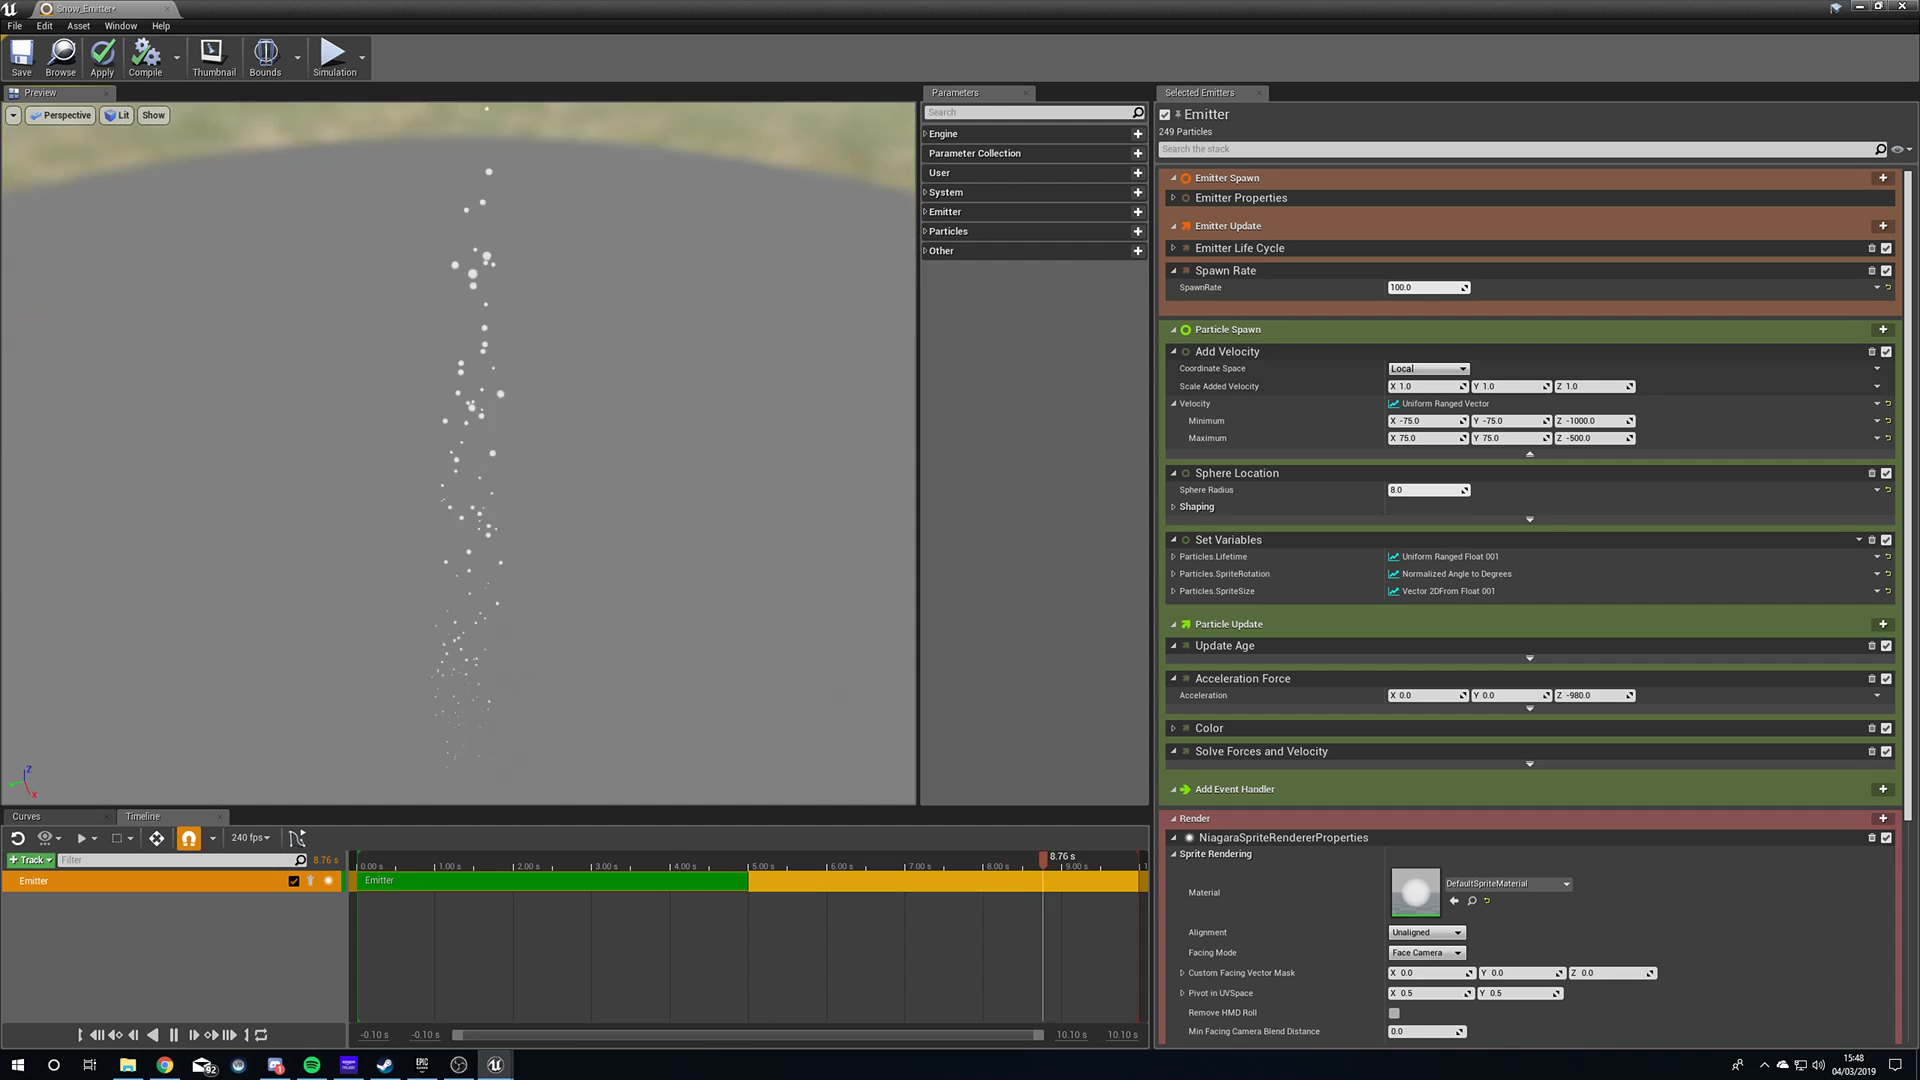 Snow_Emitter*
File Edit Asset Window Help
Save Browse Apply Compile Thumbnail Bounds Simulation
Preview
Perspective Lit Show
Parameters
Search
Engine
Parameter Collection
User
System
Emitter
Particles
Other
Selected Emitters
Emitter
249 Particles
Search the stack
Emitter Spawn
Emitter Properties
Emitter Update
Emitter Life Cycle
Spawn Rate
SpawnRate 100.0
Particle Spawn
Add Velocity
Coordinate Space Local
Scale Added Velocity X 1.0 Y 1.0 Z 1.0
Velocity Uniform Ranged Vector
Minimum X -75.0 Y -75.0 Z -1000.0
Maximum X 75.0 Y 75.0 Z -500.0
Sphere Location
Sphere Radius 8.0
Shaping
Set Variables
Particles.Lifetime Uniform Ranged Float 001
Particles.SpriteRotation Normalized Angle to Degrees
Particles.SpriteSize Vector 2DFrom Float 001
Particle Update
Update Age
Acceleration Force
Acceleration X 0.0 Y 0.0 Z -980.0
Color
Solve Forces and Velocity
Add Event Handler
Render
NiagaraSpriteRendererProperties
Sprite Rendering
Material DefaultSpriteMaterial
Alignment Unaligned
Facing Mode Face Camera
Custom Facing Vector Mask X 0.0 Y 0.0 Z 0.0
Pivot in UVSpace X 0.5 Y 0.5
Remove HMD Roll
Min Facing Camera Blend Distance 0.0
Z
X
Curves Timeline
240 fps
Track Filter 8.76 s
0.00 s 1.00 s 2.00 s 3.00 s 4.00 s 5.00 s 6.00 s 7.00 s 8.00 s 8.76 s 9.00 s
Emitter Emitter
-0.10 s -0.10 s 10.10 s 10.10 s
92
EPIC
15:48
04/03/2019